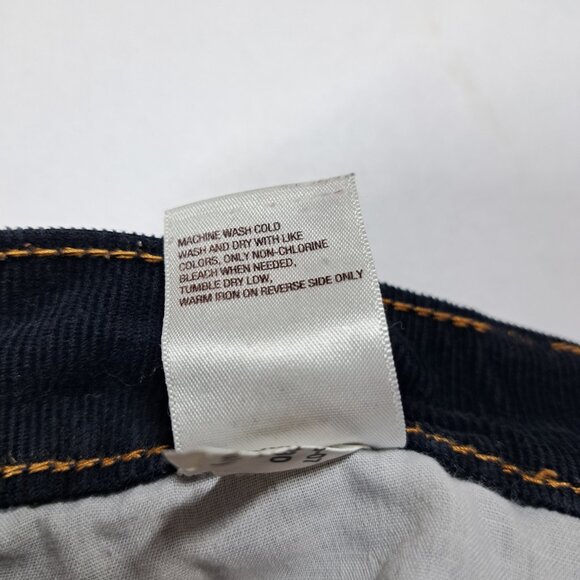 MACHINE WASH COLD
WASH AND DRY WITH LIKE
COLORS, ONLY NON-CHLORINE
BLEACH WHEN NEEDED,
TUMBLE DRY LOW,
WARM IRON ON REVERSE SIDE ONLY